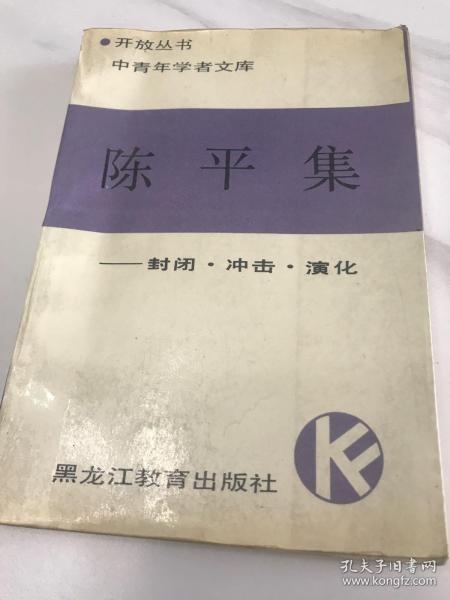 ●开放丛书
中青年学者文库
陈平集
——封闭·冲击·演化
黑龙江教育出版社
KF
孔夫子旧书网
www.kongfz.com